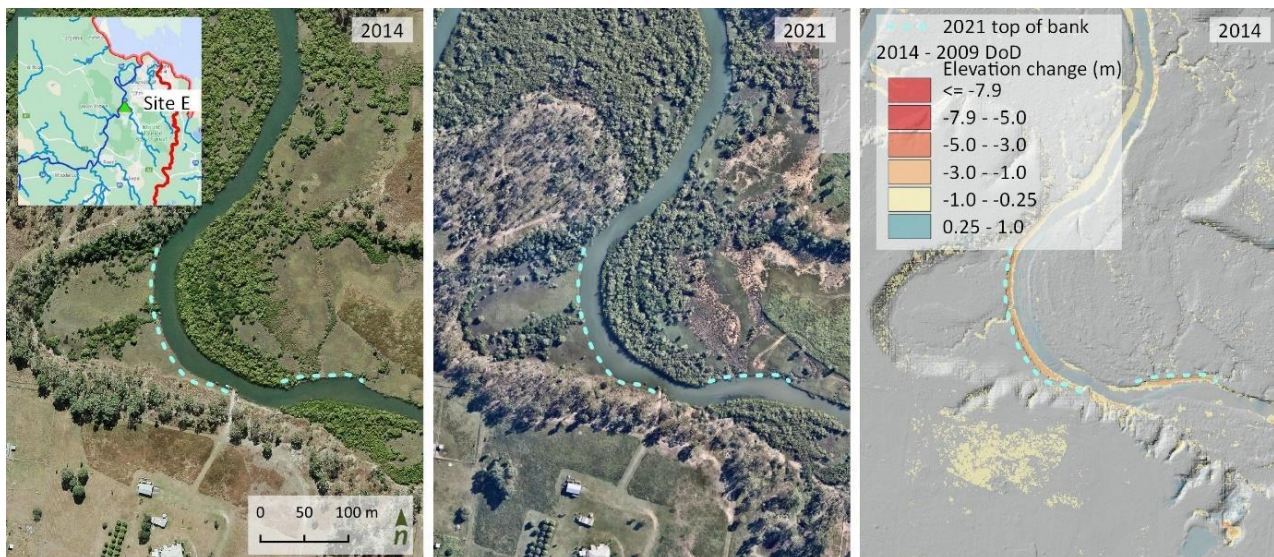 2014
Site E
0 50 100 m
n
2021
2021 top of bank
2014 - 2009 DoD
Elevation change (m)
<= -7.9
-7.9 - -5.0
-5.0 - -3.0
-3.0 - -1.0
-1.0 - -0.25
0.25 - 1.0
2014